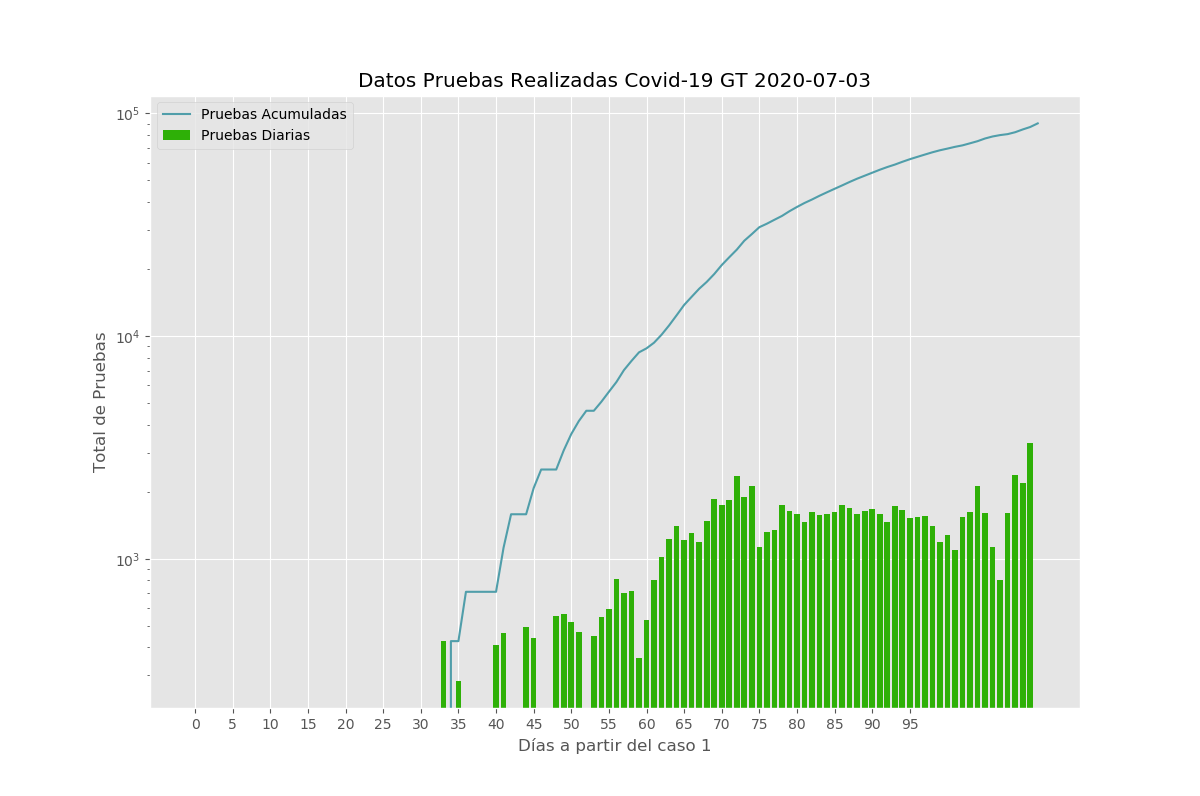 Datos Pruebas Realizadas Covid-19 GT 2020-07-03
Pruebas Acumuladas
Pruebas Diarias
Total de Pruebas
10^5
10^4
10^3
0 5 10 15 20 25 30 35 40 45 50 55 60 65 70 75 80 85 90 95
Días a partir del caso 1